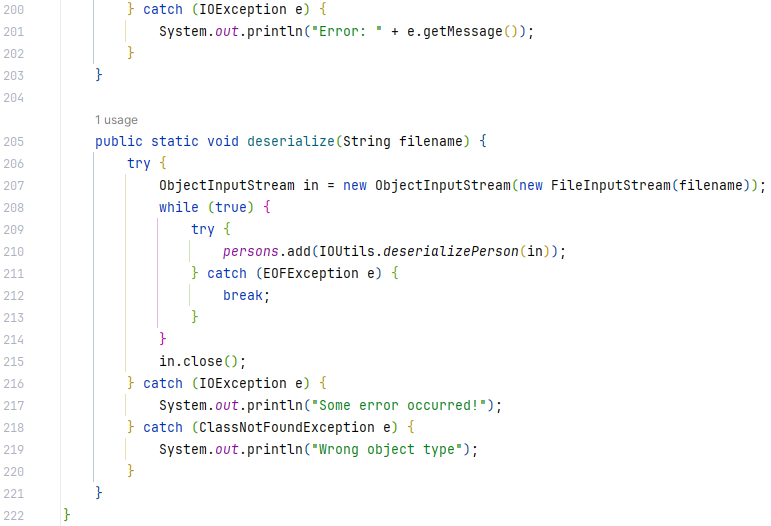 200 } catch (IOException e) {
201 System.out.println("Error: " + e.getMessage());
202 }
203 }
204
1 usage
205 public static void deserialize(String filename) {
206 try {
207 ObjectInputStream in = new ObjectInputStream(new FileInputStream(filename));
208 while (true) {
209 try {
210 persons.add(IOUtils.deserializePerson(in));
211 } catch (EOFException e) {
212 break;
213 }
214 }
215 in.close();
216 } catch (IOException e) {
217 System.out.println("Some error occurred!");
218 } catch (ClassNotFoundException e) {
219 System.out.println("Wrong object type");
220 }
221 }
222 }